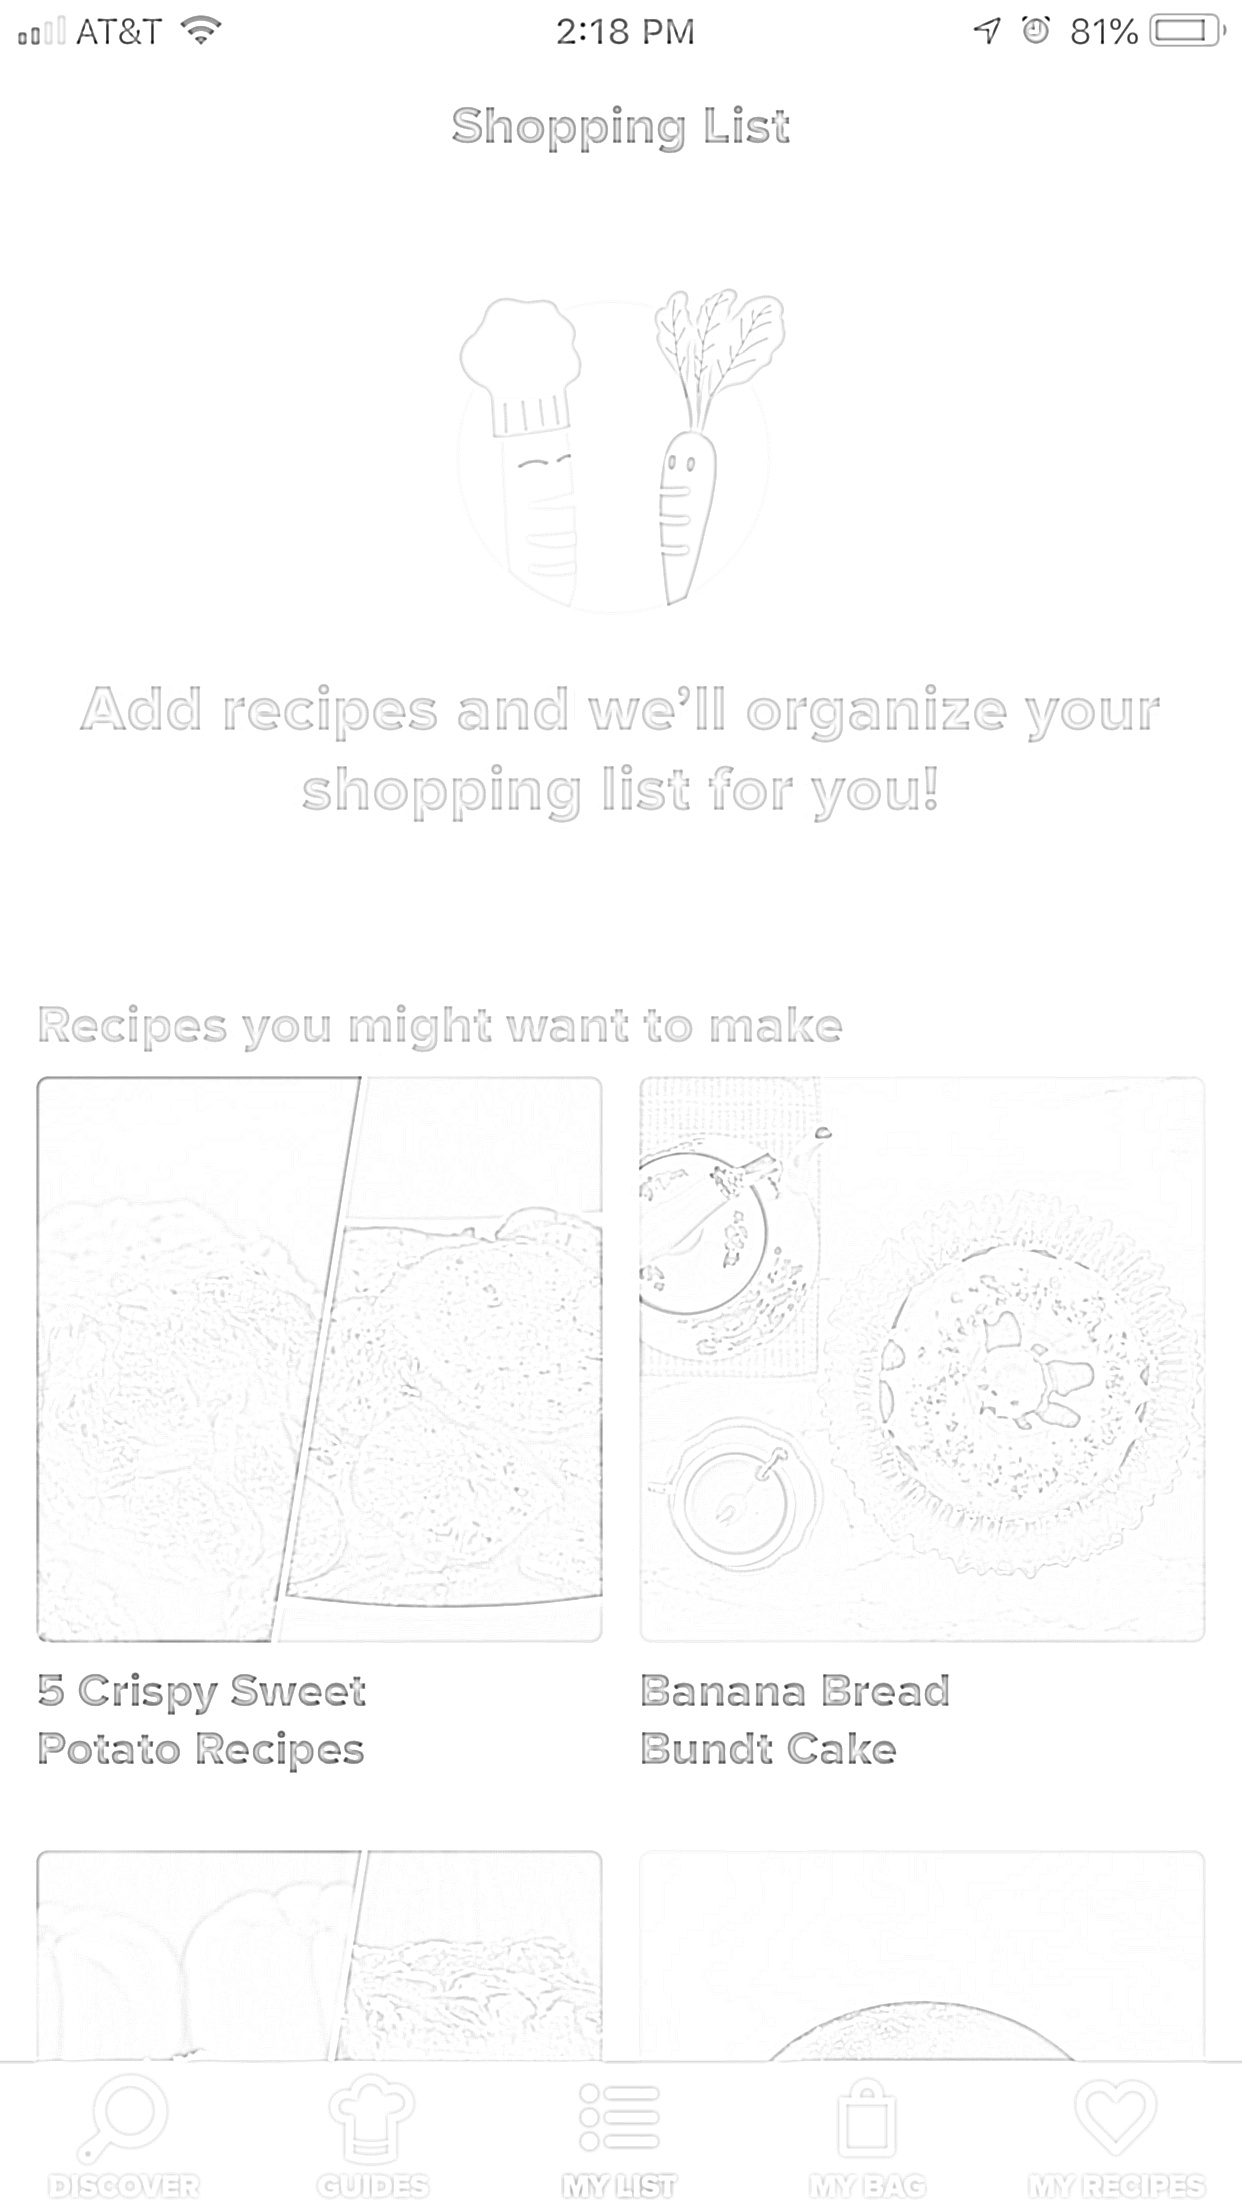 AT&T 2:18 PM 81%
Shopping List
Add recipes and we’ll organize your
shopping list for you!
Recipes you might want to make
5 Crispy Sweet
Potato Recipes
Banana Bread
Bundt Cake
DISCOVER GUIDES MY LIST MY BAG MY RECIPES